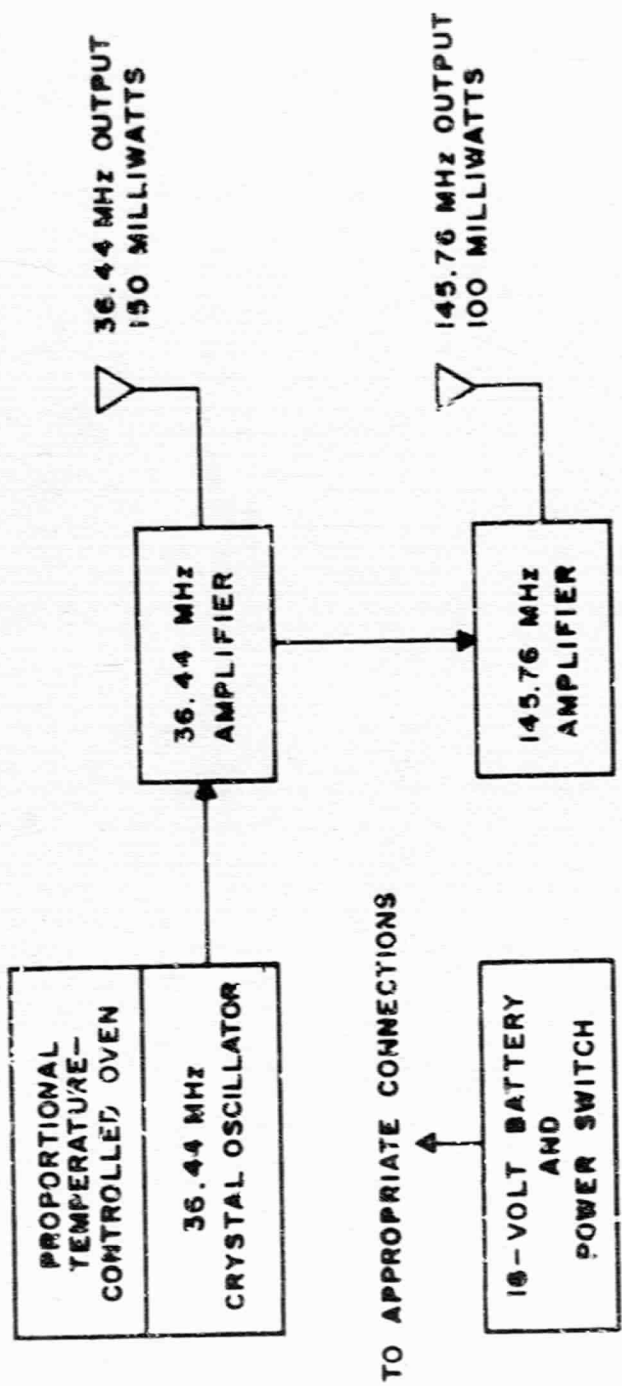 PROPORTIONAL
TEMPERATURE-
CONTROLLED OVEN
36.44 MHz
CRYSTAL OSCILLATOR
36.44 MHz
AMPLIFIER
36.44 MHz OUTPUT
150 MILLIWATTS
TO APPROPRIATE CONNECTIONS
-VOLT BATTERY
AND
POWER SWITCH
145.76 MHz
AMPLIFIER
145.76 MHz OUTPUT
100 MILLIWATTS